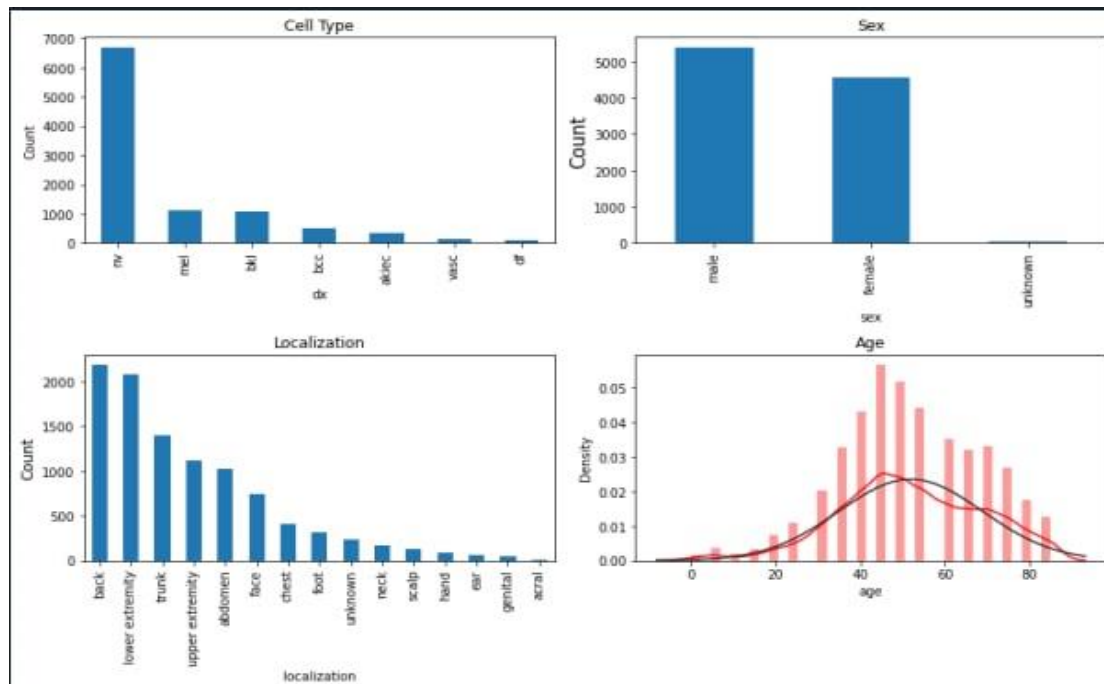 Cell Type
Count
7000
6000
5000
4000
3000
2000
1000
0
nv
mel
bkl
bcc
akiec
vasc
df
dx
Sex
Count
5000
4000
3000
2000
1000
0
male
female
unknown
sex
Localization
Count
2000
1500
1000
500
0
back
lower extremity
trunk
upper extremity
abdomen
face
chest
foot
unknown
neck
scalp
hand
ear
genital
acral
localization
Age
Density
0.05
0.04
0.03
0.02
0.01
0.00
0
20
40
60
80
age